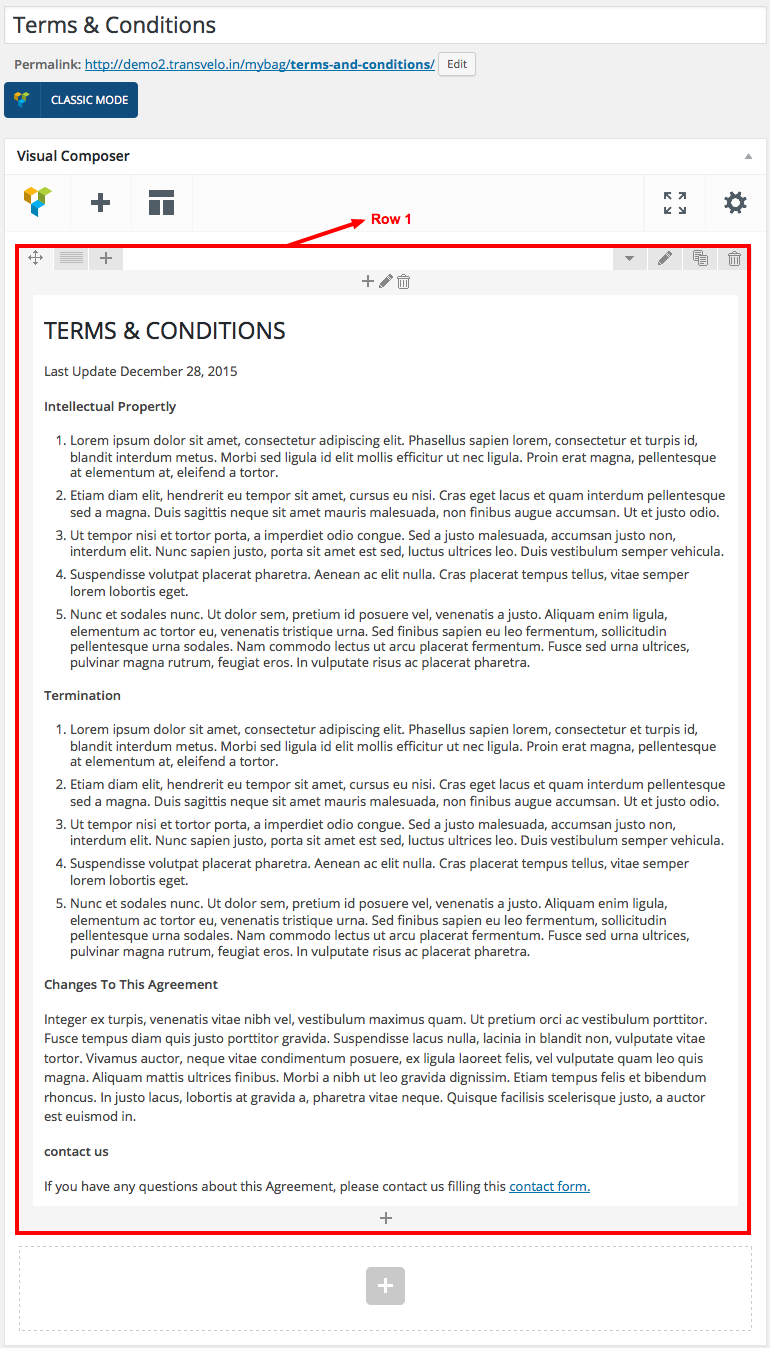 Terms & Conditions
Permalink: http://demo2.transvelo.in/mybag/terms-and-conditions/ Edit
CLASSIC MODE
Visual Composer
Row 1
TERMS & CONDITIONS
Last Update December 28, 2015
Intellectual Propertly
1. Lorem ipsum dolor sit amet, consectetur adipiscing elit. Phasellus sapien lorem, consectetur et turpis id,
blandit interdum metus. Morbi sed ligula id elit mollis efficitur ut nec ligula. Proin erat magna, pellentesque
at elementum at, eleifend a tortor.
2. Etiam diam elit, hendrerit eu tempor sit amet, cursus eu nisi. Cras eget lacus et quam interdum pellentesque
sed a magna. Duis sagittis neque sit amet mauris malesuada, non finibus augue accumsan. Ut et justo odio.
3. Ut tempor nisi et tortor porta, a imperdiet odio congue. Sed a justo malesuada, accumsan justo non,
interdum elit. Nunc sapien justo, porta sit amet est sed, luctus ultrices leo. Duis vestibulum semper vehicula.
4. Suspendisse volutpat placerat pharetra. Aenean ac elit nulla. Cras placerat tempus tellus, vitae semper
lorem lobortis eget.
5. Nunc et sodales nunc. Ut dolor sem, pretium id posuere vel, venenatis a justo. Aliquam enim ligula,
elementum ac tortor eu, venenatis tristique urna. Sed finibus sapien eu leo fermentum, sollicitudin
pellentesque urna sodales. Nam commodo lectus ut arcu placerat fermentum. Fusce sed urna ultrices,
pulvinar magna rutrum, feugiat eros. In vulputate risus ac placerat pharetra.
Termination
1. Lorem ipsum dolor sit amet, consectetur adipiscing elit. Phasellus sapien lorem, consectetur et turpis id,
blandit interdum metus. Morbi sed ligula id elit mollis efficitur ut nec ligula. Proin erat magna, pellentesque
at elementum at, eleifend a tortor.
2. Etiam diam elit, hendrerit eu tempor sit amet, cursus eu nisi. Cras eget lacus et quam interdum pellentesque
sed a magna. Duis sagittis neque sit amet mauris malesuada, non finibus augue accumsan. Ut et justo odio.
3. Ut tempor nisi et tortor porta, a imperdiet odio congue. Sed a justo malesuada, accumsan justo non,
interdum elit. Nunc sapien justo, porta sit amet est sed, luctus ultrices leo. Duis vestibulum semper vehicula.
4. Suspendisse volutpat placerat pharetra. Aenean ac elit nulla. Cras placerat tempus tellus, vitae semper
lorem lobortis eget.
5. Nunc et sodales nunc. Ut dolor sem, pretium id posuere vel, venenatis a justo. Aliquam enim ligula,
elementum ac tortor eu, venenatis tristique urna. Sed finibus sapien eu leo fermentum, sollicitudin
pellentesque urna sodales. Nam commodo lectus ut arcu placerat fermentum. Fusce sed urna ultrices,
pulvinar magna rutrum, feugiat eros. In vulputate risus ac placerat pharetra.
Changes To This Agreement
Integer ex turpis, venenatis vitae nibh vel, vestibulum maximus quam. Ut pretium orci ac vestibulum porttitor.
Fusce tempus diam quis justo porttitor gravida. Suspendisse lacus nulla, lacinia in blandit non, vulputate vitae
tortor. Vivamus auctor, neque vitae condimentum posuere, ex ligula laoreet felis, vel vulputate quam leo quis
magna. Aliquam mattis ultrices finibus. Morbi a nibh ut leo gravida dignissim. Etiam tempus felis et bibendum
rhoncus. In justo lacus, lobortis at gravida a, pharetra vitae neque. Quisque facilisis scelerisque justo, a auctor
est euismod in.
contact us
If you have any questions about this Agreement, please contact us filling this contact form.